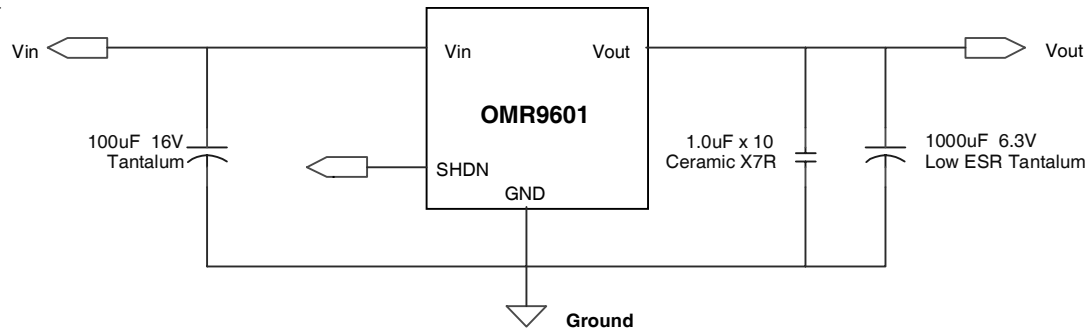 Vin
Vin
Vout
Vout
OMR9601
100uF 16V
Tantalum
1.0uF x 10
Ceramic X7R
1000uF 6.3V
Low ESR Tantalum
SHDN
GND
Ground